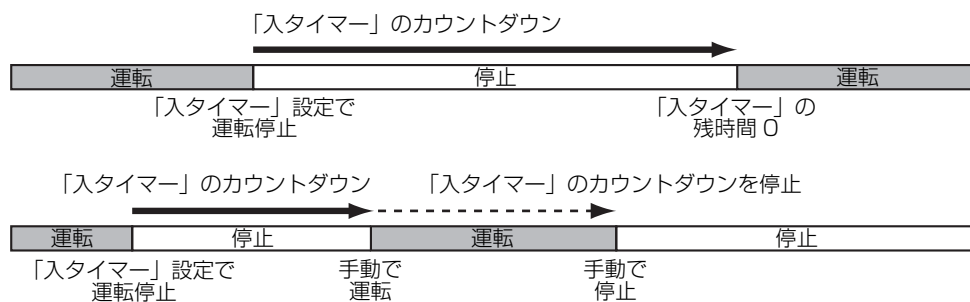 「入タイマー」のカウントダウン
運転
停止
運転
「入タイマー」設定で
運転停止
「入タイマー」の
残時間０
「入タイマー」のカウントダウン
「入タイマー」のカウントダウンを停止
運転
停止
運転
停止
「入タイマー」設定で
運転停止
手動で
運転
手動で
停止